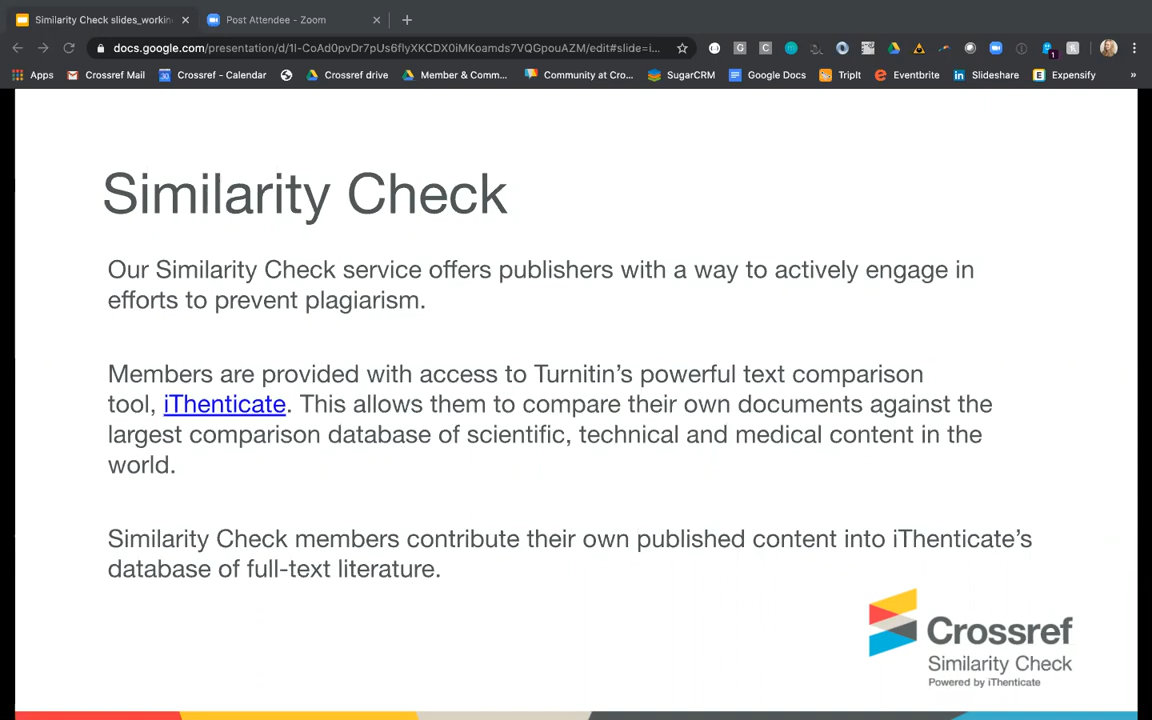 Similarity Check slides_workin
Post Attendee - Zoom
docs.google.com/presentation/d/1l-CoAd0pvDr7pUs6flyXKCDX0iMKoamds7VQGpouAZM/edit#slide=i...
Apps
Crossref Mail
Crossref - Calendar
Crossref drive
Member & Comm...
Community at Cro...
SugarCRM
Google Docs
TripIt
Eventbrite
Slideshare
Expensify
»
Similarity Check
Our Similarity Check service offers publishers with a way to actively engage in
efforts to prevent plagiarism.
Members are provided with access to Turnitin’s powerful text comparison
tool, iThenticate. This allows them to compare their own documents against the
largest comparison database of scientific, technical and medical content in the
world.
Similarity Check members contribute their own published content into iThenticate’s
database of full-text literature.
Crossref
Similarity Check
Powered by iThenticate